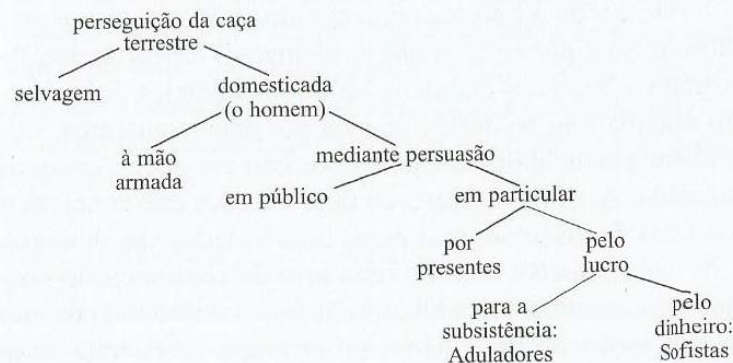 perseguição da caça
terrestre
selvagem
domesticada
(o homem)
à mão
armada
mediante persuasão
em público
em particular
por
presentes
pelo
lucro
para a
subsistência:
Aduladores
pelo
dinheiro:
Sofistas